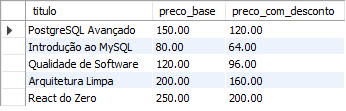 titulo preco_base preco_com_desconto
PostgreSQL Avançado 150.00 120.00
Introdução ao MySQL 80.00 64.00
Qualidade de Software 120.00 96.00
Arquitetura Limpa 200.00 160.00
React do Zero 250.00 200.00